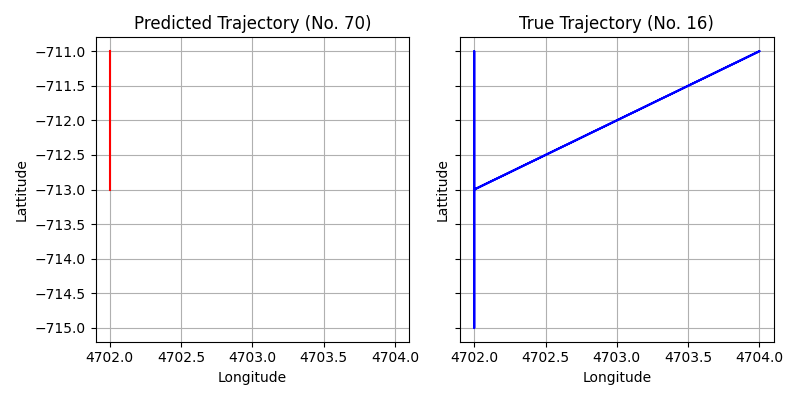 Predicted Trajectory (No. 70)
True Trajectory (No. 16)
Lattitude
−711.0
−711.5
−712.0
−712.5
−713.0
−713.5
−714.0
−714.5
−715.0
4702.0 4702.5 4703.0 4703.5 4704.0
Longitude
Lattitude
4702.0 4702.5 4703.0 4703.5 4704.0
Longitude